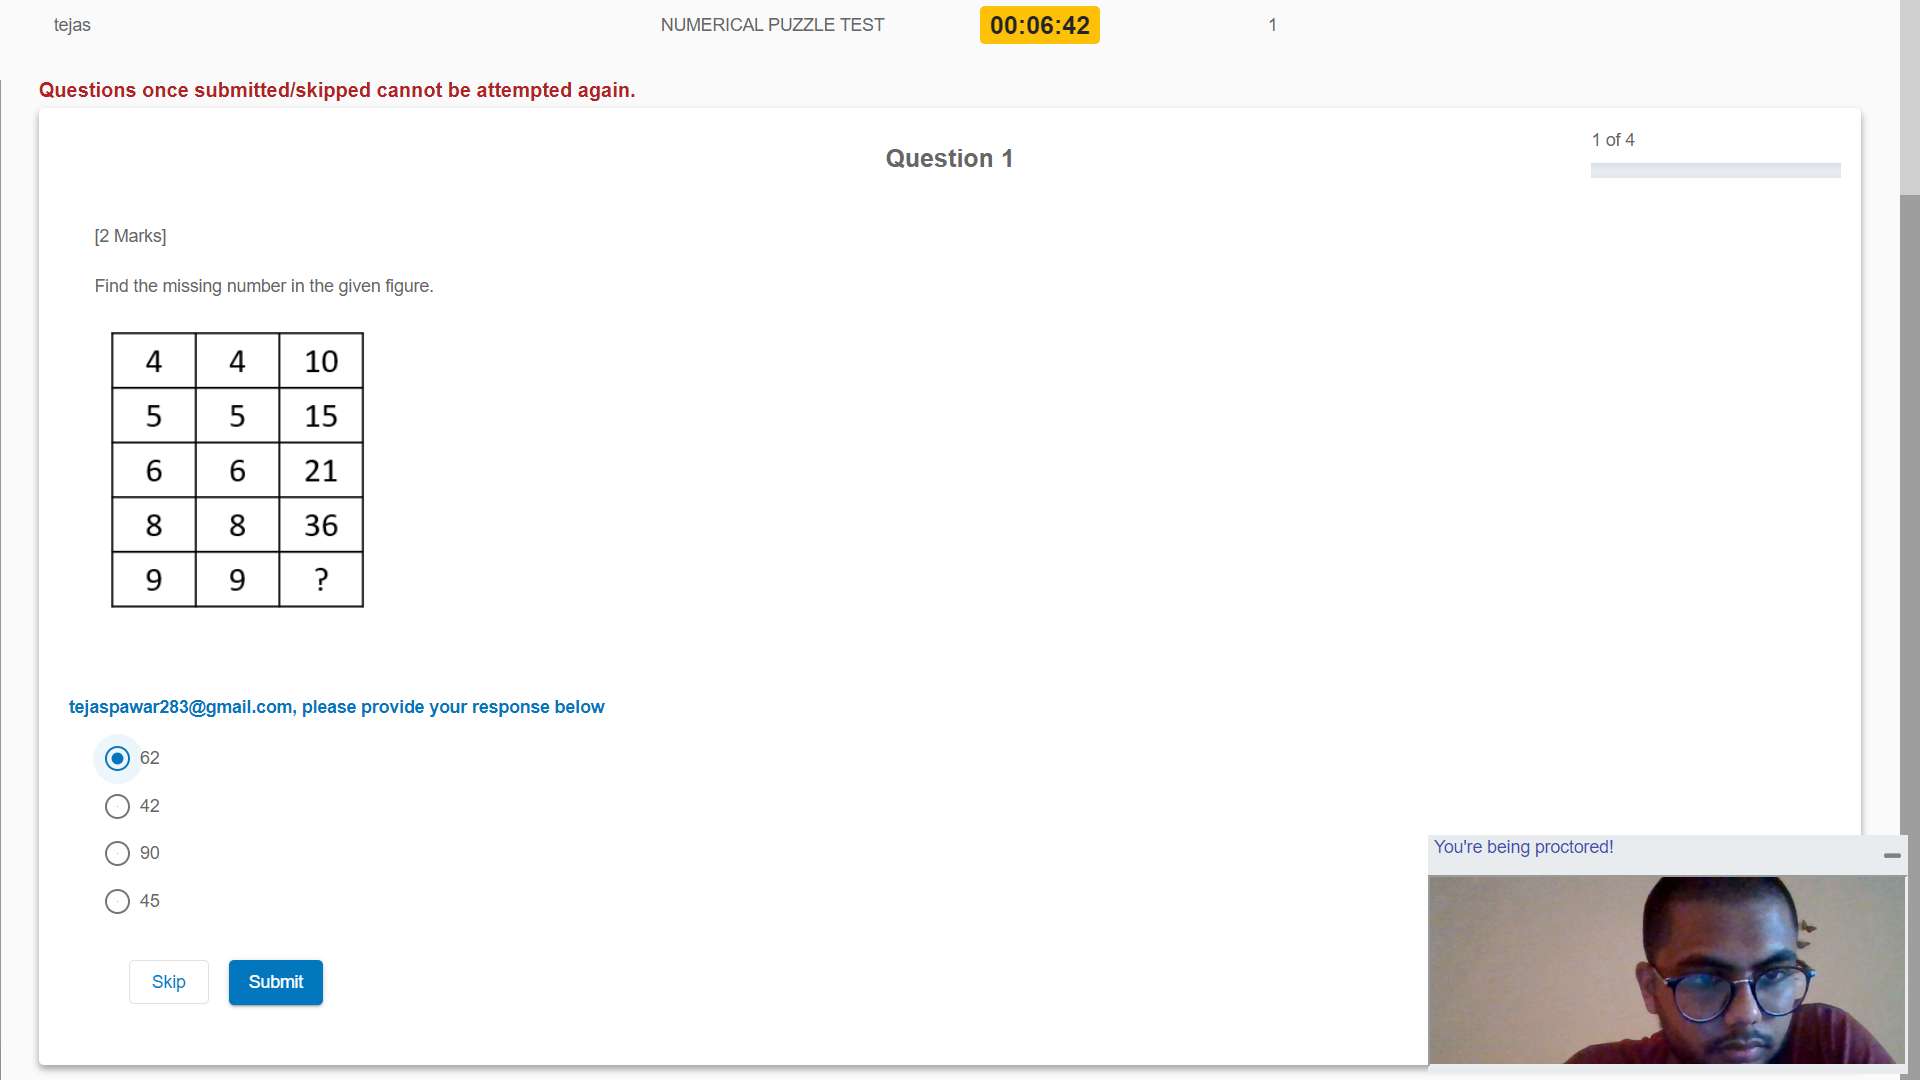 tejas NUMERICAL PUZZLE TEST 00:06:42 1
Questions once submitted/skipped cannot be attempted again.
1 of 4
Question 1
[2 Marks]
Find the missing number in the given figure.
4 4 10
5 5 15
6 6 21
8 8 36
9 9 ?
tejaspawar283@gmail.com, please provide your response below
62
42
90
45
You're being proctored!
Skip Submit